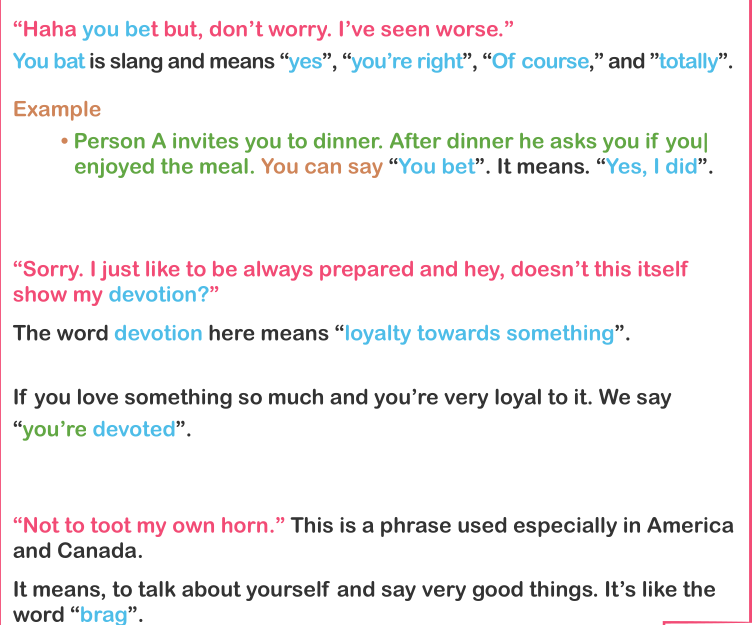 “Haha you bet but, don’t worry. I’ve seen worse.”
You bat is slang and means “yes”, “you’re right”, “Of course,” and ”totally”.
Example
• Person A invites you to dinner. After dinner he asks you if you|
enjoyed the meal. You can say “You bet”. It means. “Yes, I did”.
“Sorry. I just like to be always prepared and hey, doesn’t this itself
show my devotion?”
The word devotion here means “loyalty towards something”.
If you love something so much and you’re very loyal to it. We say
“you’re devoted”.
“Not to toot my own horn.” This is a phrase used especially in America
and Canada.
It means, to talk about yourself and say very good things. It’s like the
word “brag”.